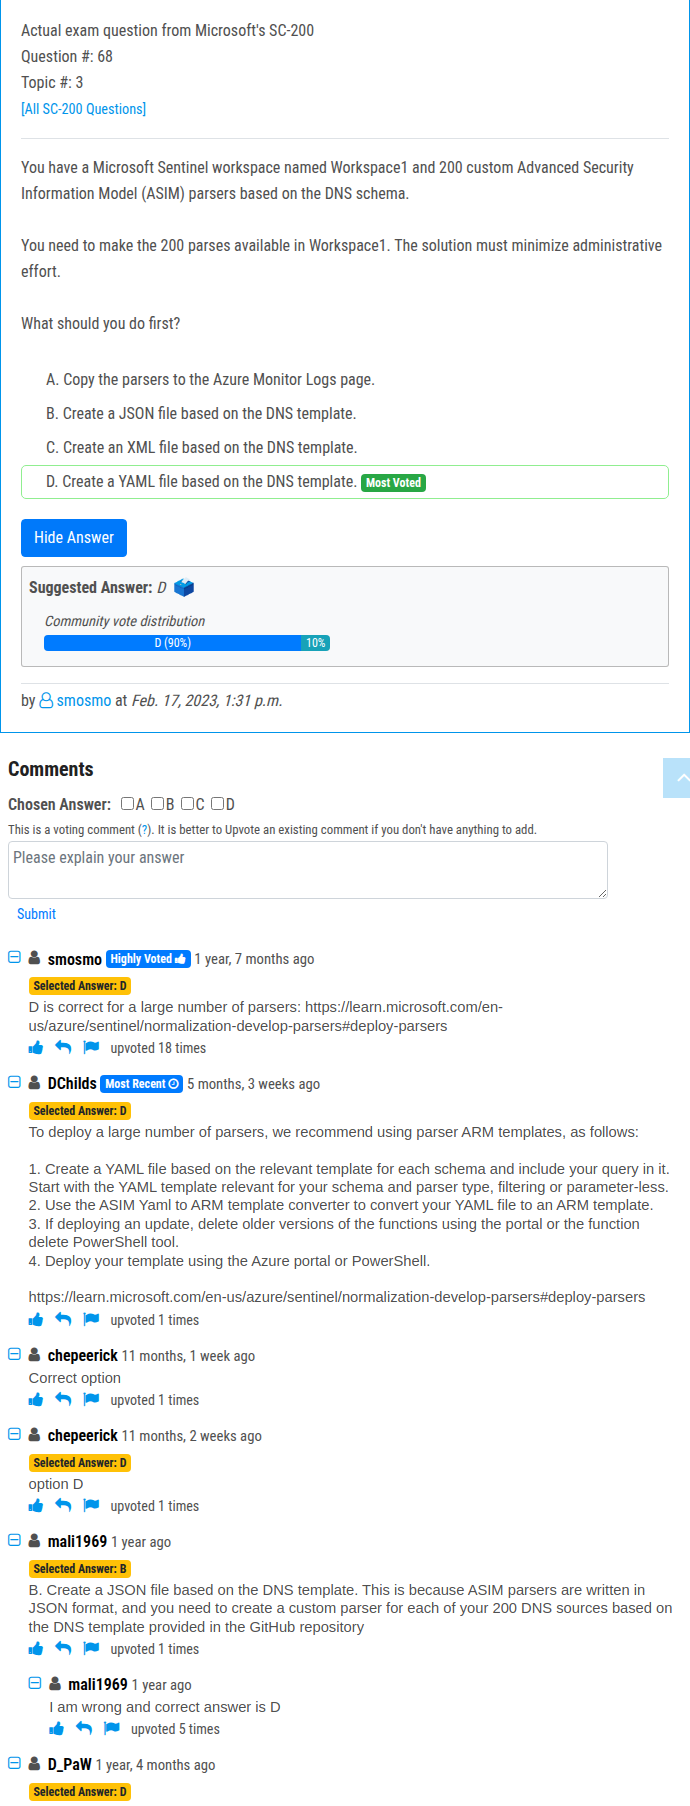 Actual exam question from Microsoft's SC-200
Question #: 68
Topic #: 3
[All SC-200 Questions]
You have a Microsoft Sentinel workspace named Workspace1 and 200 custom Advanced Security
Information Model (ASIM) parsers based on the DNS schema.
You need to make the 200 parses available in Workspace1. The solution must minimize administrative
effort.
What should you do first?
A. Copy the parsers to the Azure Monitor Logs page.
B. Create a JSON file based on the DNS template.
C. Create an XML file based on the DNS template.
D. Create a YAML file based on the DNS template. Most Voted
Hide Answer
Suggested Answer: D
Community vote distribution
D (90%) 10%
by smosmo at Feb. 17, 2023, 1:31 p.m.
Comments
Chosen Answer: A B C D
This is a voting comment (?). It is better to Upvote an existing comment if you don't have anything to add.
Please explain your answer
Submit
smosmo Highly Voted 1 year, 7 months ago
Selected Answer: D
D is correct for a large number of parsers: https://learn.microsoft.com/en-
us/azure/sentinel/normalization-develop-parsers#deploy-parsers
upvoted 18 times
DChilds Most Recent 5 months, 3 weeks ago
Selected Answer: D
To deploy a large number of parsers, we recommend using parser ARM templates, as follows:
1. Create a YAML file based on the relevant template for each schema and include your query in it.
Start with the YAML template relevant for your schema and parser type, filtering or parameter-less.
2. Use the ASIM Yaml to ARM template converter to convert your YAML file to an ARM template.
3. If deploying an update, delete older versions of the functions using the portal or the function
delete PowerShell tool.
4. Deploy your template using the Azure portal or PowerShell.
https://learn.microsoft.com/en-us/azure/sentinel/normalization-develop-parsers#deploy-parsers
upvoted 1 times
chepeerick 11 months, 1 week ago
Correct option
upvoted 1 times
chepeerick 11 months, 2 weeks ago
Selected Answer: D
option D
upvoted 1 times
mali1969 1 year ago
Selected Answer: B
B. Create a JSON file based on the DNS template. This is because ASIM parsers are written in
JSON format, and you need to create a custom parser for each of your 200 DNS sources based on
the DNS template provided in the GitHub repository
upvoted 1 times
mali1969 1 year ago
I am wrong and correct answer is D
upvoted 5 times
D_PaW 1 year, 4 months ago
Selected Answer: D